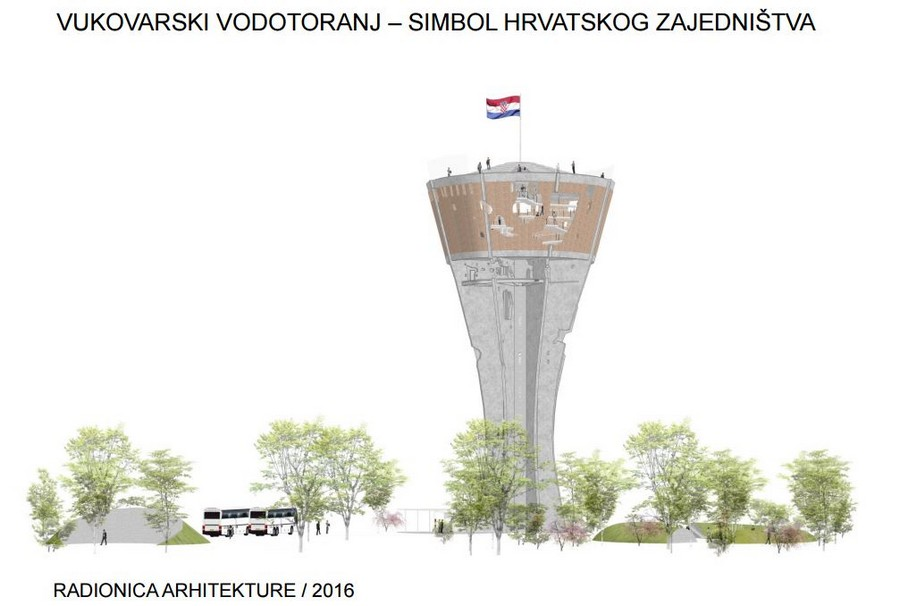 VUKOVARSKI VODOTORANJ – SIMBOL HRVATSKOG ZAJEDNIŠTVA
RADIONICA ARHITEKTURE / 2016